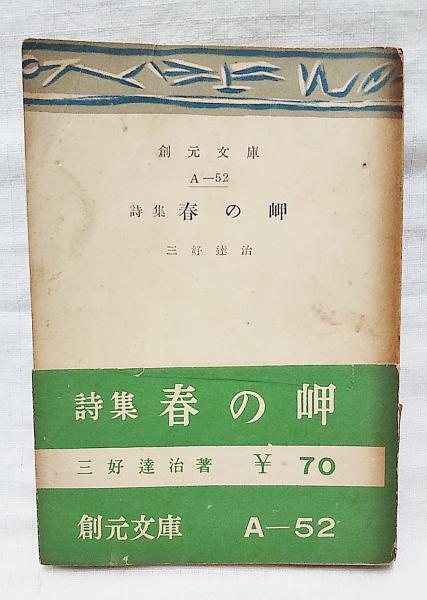 創元文庫
A—52
詩集 春の岬
三好達治
詩集 春の岬
三好達治著 ¥ 70
創元文庫 A—52